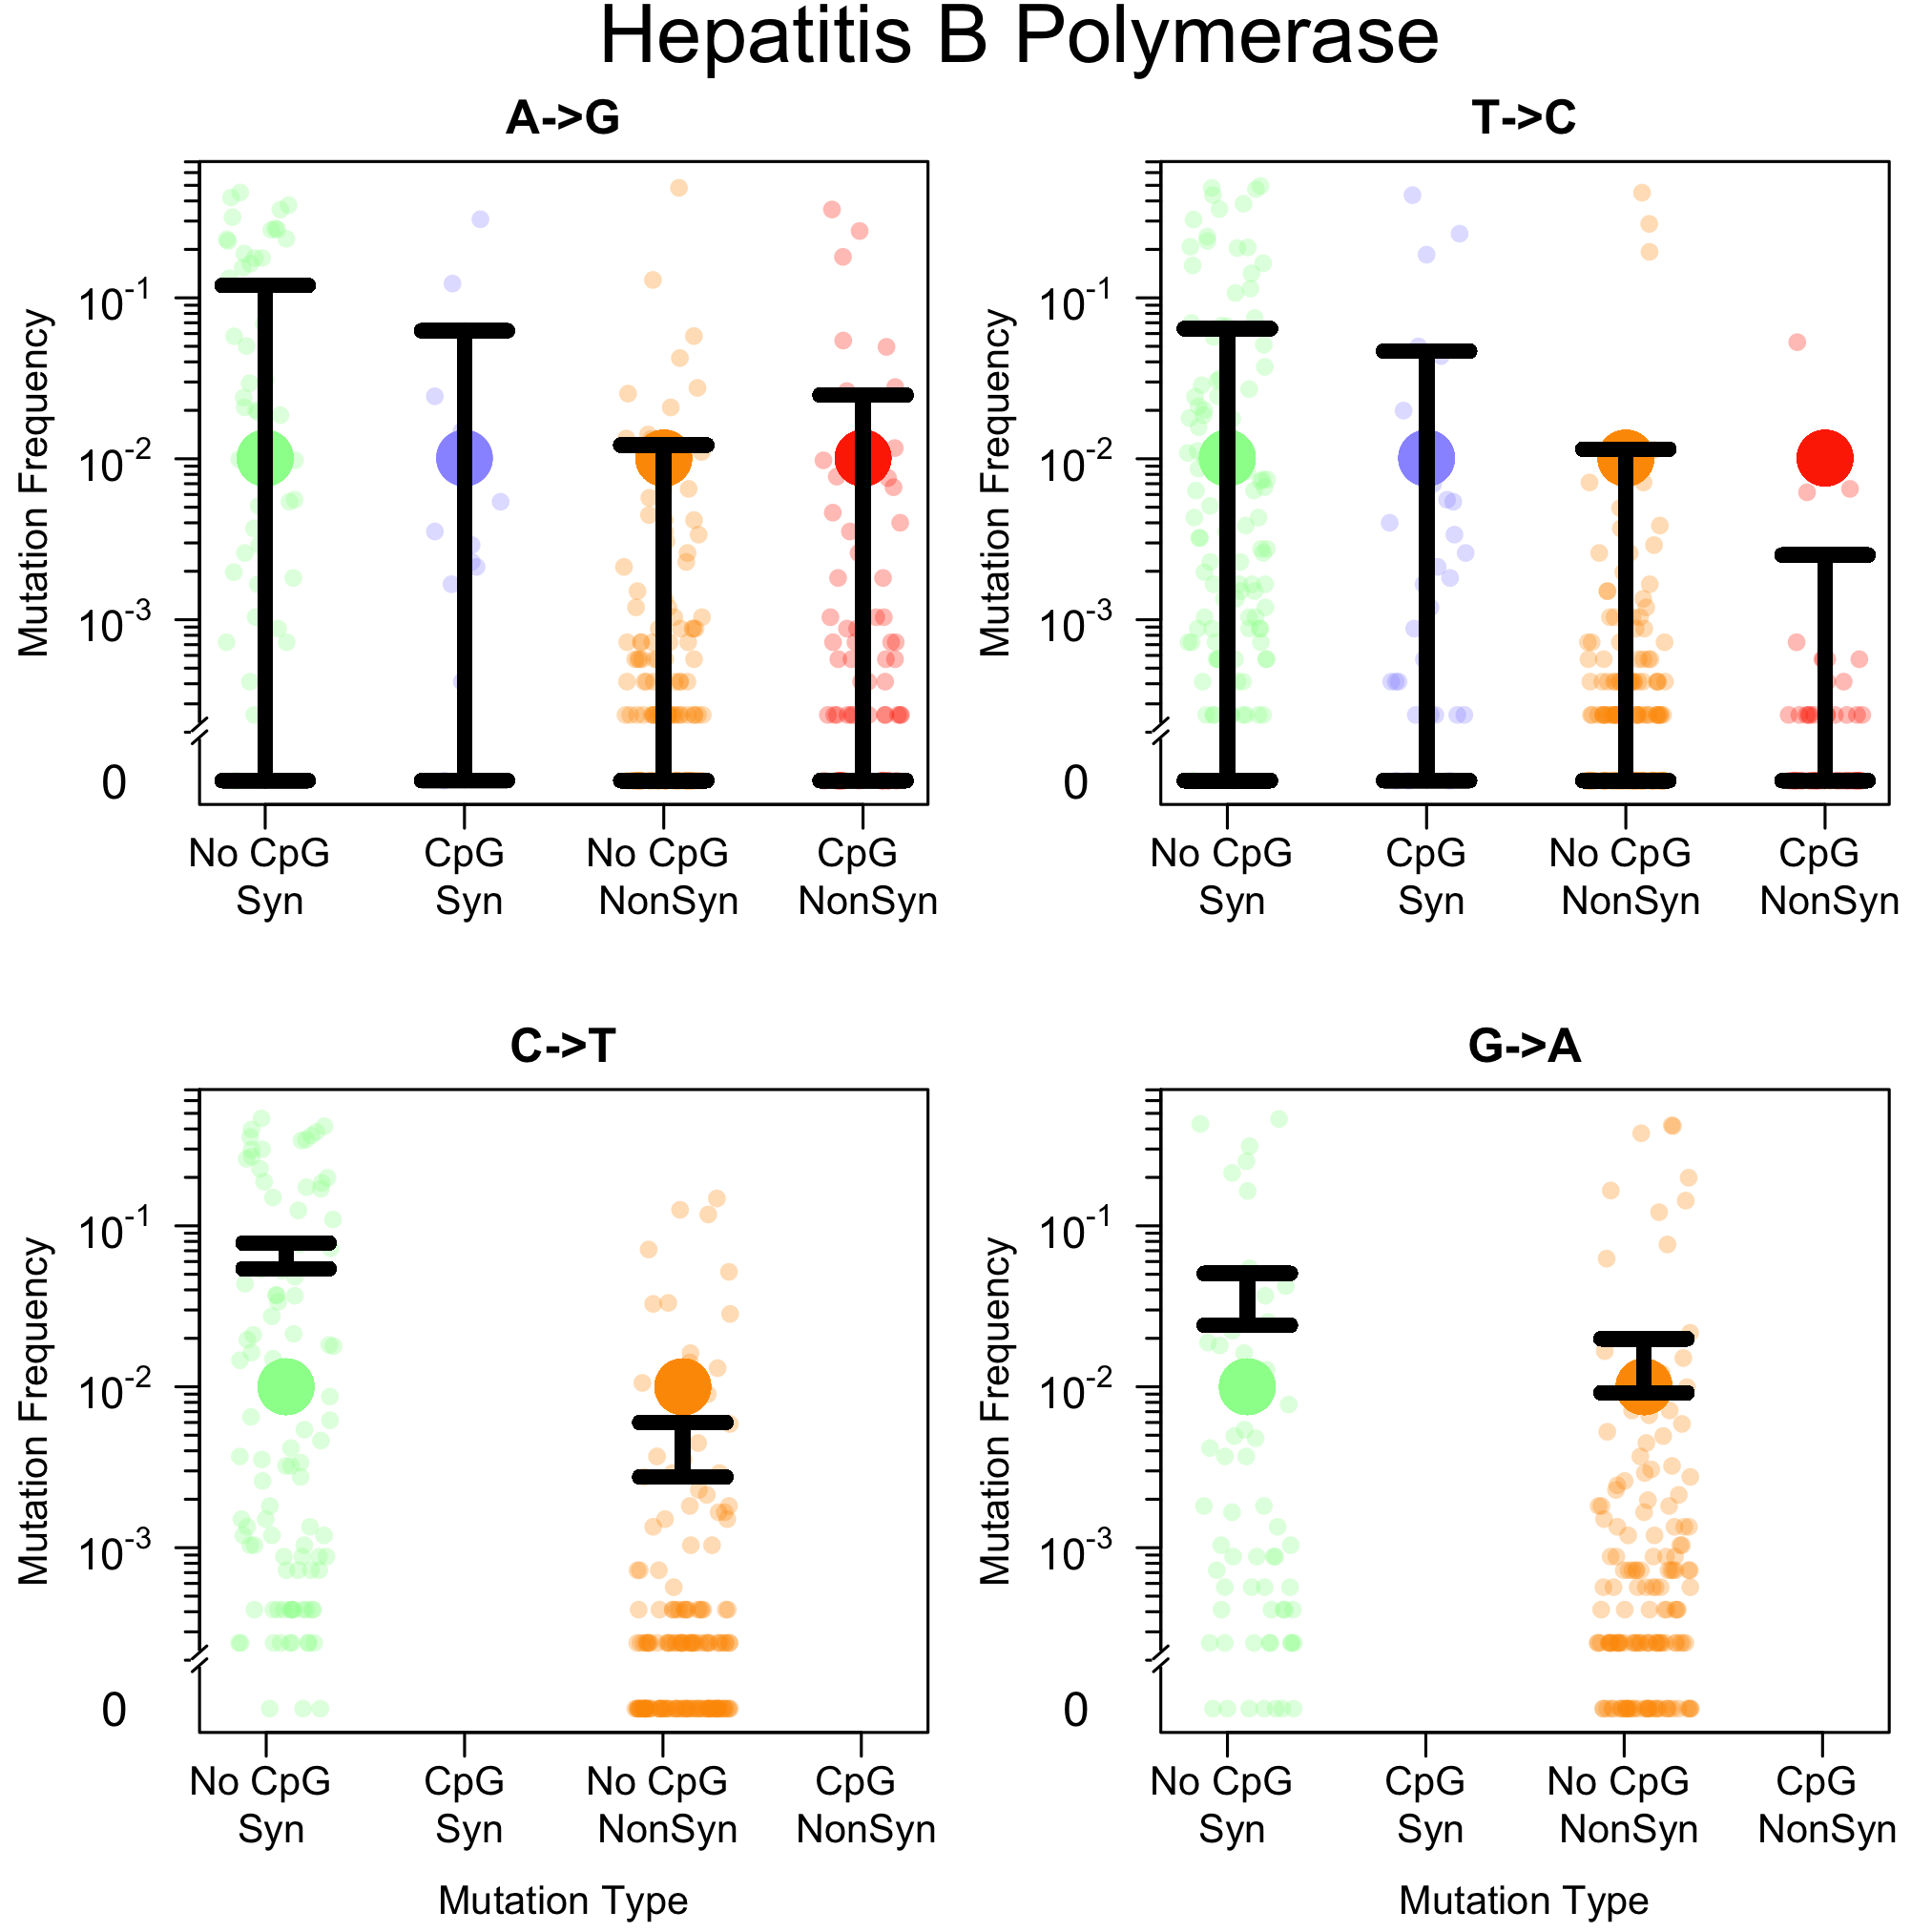 Hepatitis B Polymerase
A->G
Mutation Frequency
10-1
10-2
10-3
0
No CpG CpG No CpG CpG
Syn Syn NonSyn NonSyn
T->C
Mutation Frequency
10-1
10-2
10-3
0
No CpG CpG No CpG CpG
Syn Syn NonSyn NonSyn
C->T
Mutation Frequency
10-1
10-2
10-3
0
No CpG CpG No CpG CpG
Syn Syn NonSyn NonSyn
Mutation Type
G->A
Mutation Frequency
10-1
10-2
10-3
0
No CpG CpG No CpG CpG
Syn Syn NonSyn NonSyn
Mutation Type